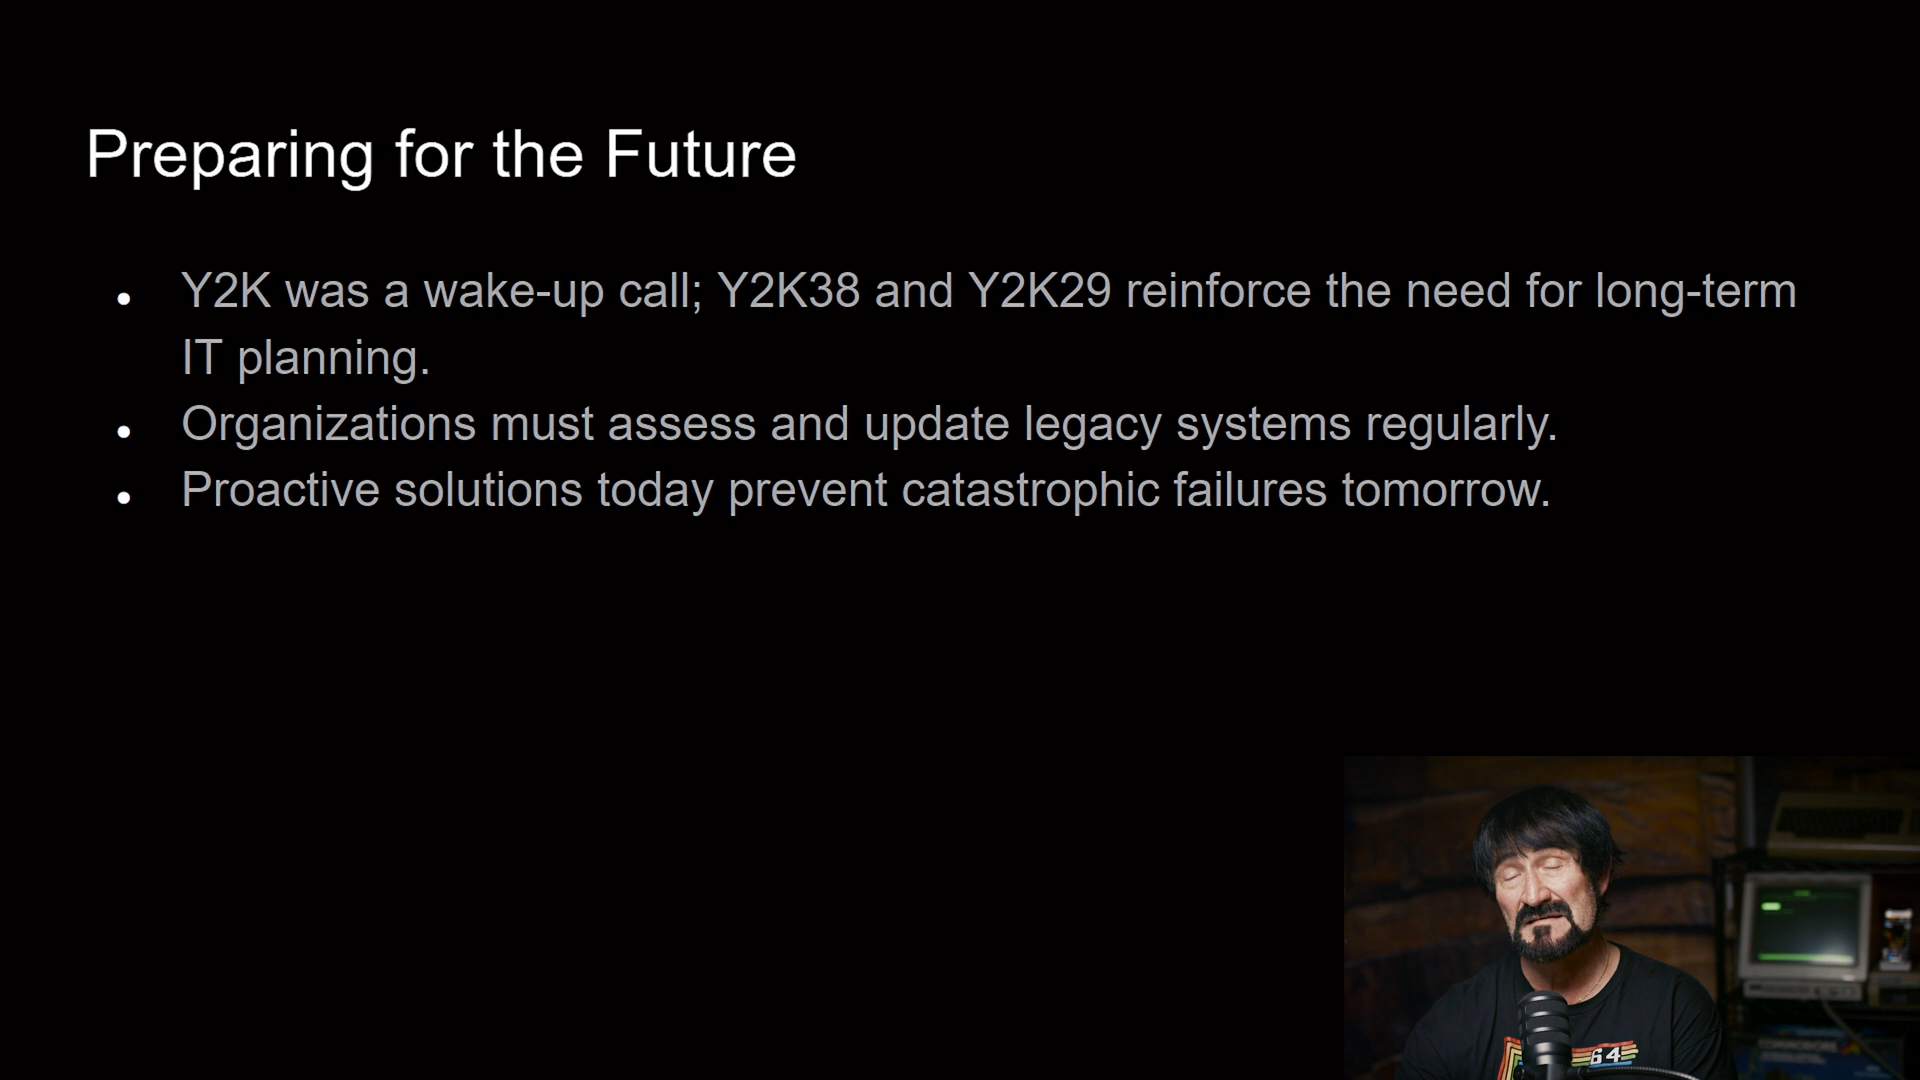 Preparing for the Future
Y2K was a wake-up call; Y2K38 and Y2K29 reinforce the need for long-term
IT planning.
Organizations must assess and update legacy systems regularly.
Proactive solutions today prevent catastrophic failures tomorrow.
64